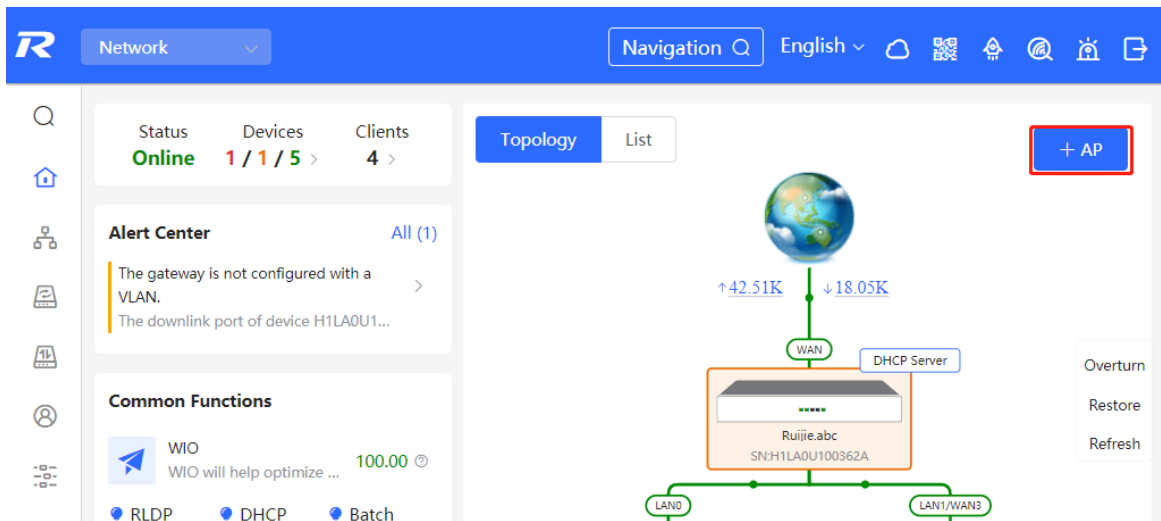 Network
Navigation
English
Status Devices Clients
Online 1 / 1 / 5 > 4 >
Alert Center All (1)
The gateway is not configured with a
VLAN.
The downlink port of device H1LA0U1...
Common Functions
WIO
WIO will help optimize ...
100.00
RLDP DHCP Batch
Topology List
+ AP
↑42.51K ↓18.05K
WAN
DHCP Server
Ruijie.abc
SN:H1LA0U100362A
LAN0 LAN1/WAN3
Overturn
Restore
Refresh